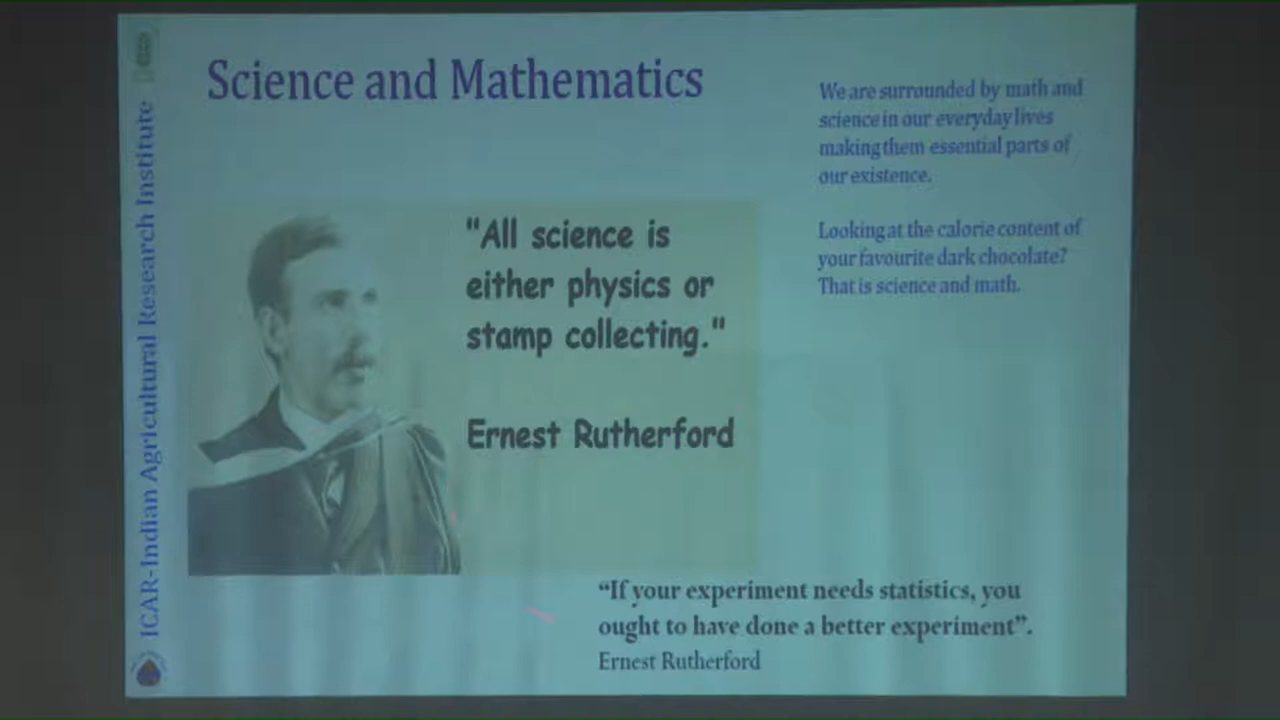 Science and Mathematics
We are surrounded by math and
science in our everyday lives
making them essential parts of
our existence.
Looking at the calorie content of
your favourite dark chocolate?
That is science and math.
"All science is
either physics or
stamp collecting."
Ernest Rutherford
“If your experiment needs statistics, you
ought to have done a better experiment”.
Ernest Rutherford
ICAR-Indian Agricultural Research Institute